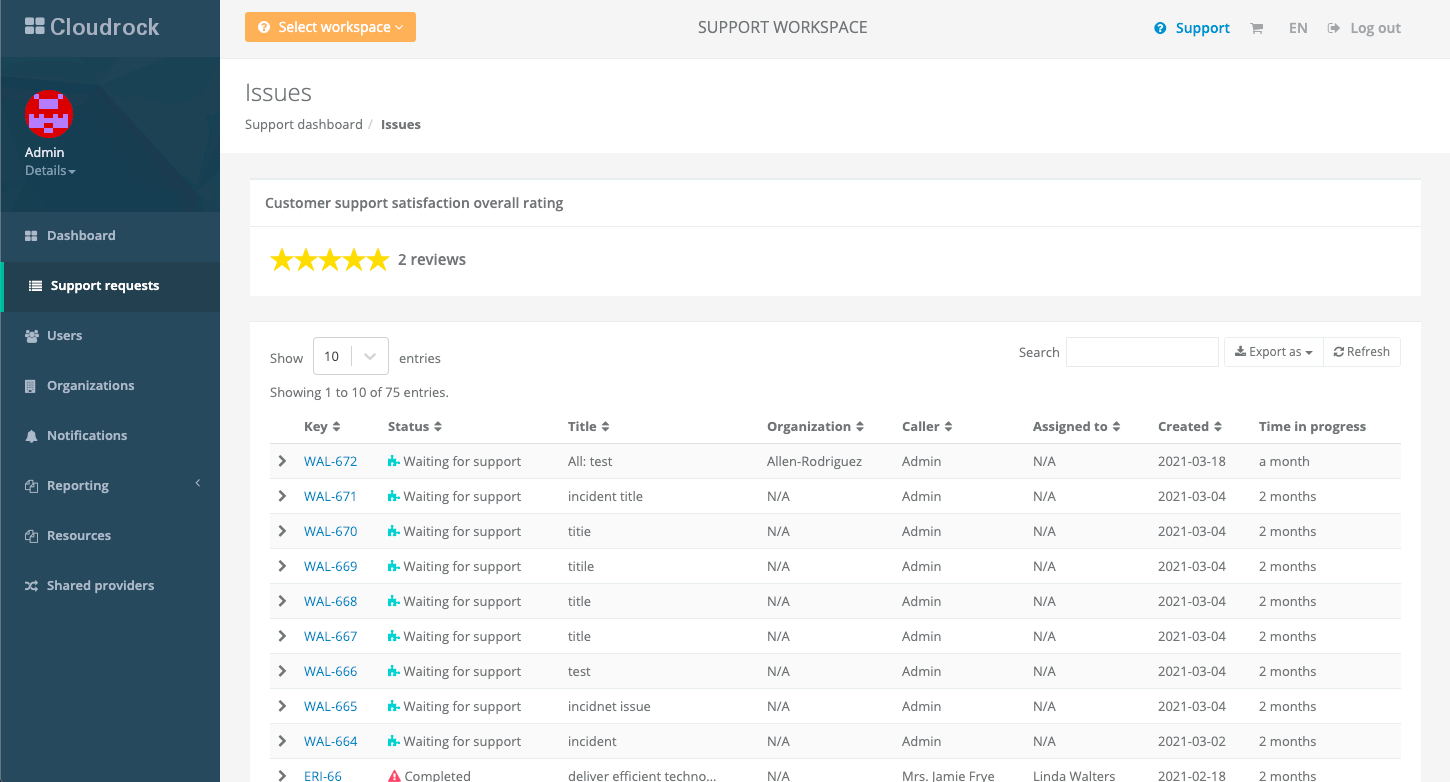 Cloudrock
Select workspace
SUPPORT WORKSPACE
Support
EN
Log out
Admin
Details
Dashboard
Support requests
Users
Organizations
Notifications
Reporting
Resources
Shared providers
Issues
Support dashboard / Issues
Customer support satisfaction overall rating
2 reviews
Show 10 entries
Search
Export as
Refresh
Showing 1 to 10 of 75 entries.
Key Status Title Organization Caller Assigned to Created Time in progress
WAL-672 Waiting for support All: test Allen-Rodriguez Admin N/A 2021-03-18 a month
WAL-671 Waiting for support incident title N/A Admin N/A 2021-03-04 2 months
WAL-670 Waiting for support titie N/A Admin N/A 2021-03-04 2 months
WAL-669 Waiting for support titile N/A Admin N/A 2021-03-04 2 months
WAL-668 Waiting for support title N/A Admin N/A 2021-03-04 2 months
WAL-667 Waiting for support title N/A Admin N/A 2021-03-04 2 months
WAL-666 Waiting for support test N/A Admin N/A 2021-03-04 2 months
WAL-665 Waiting for support incidnet issue N/A Admin N/A 2021-03-04 2 months
WAL-664 Waiting for support incident N/A Admin N/A 2021-03-02 2 months
ERI-66 Completed deliver efficient techno... N/A Mrs. Jamie Frye Linda Walters 2021-02-18 2 months